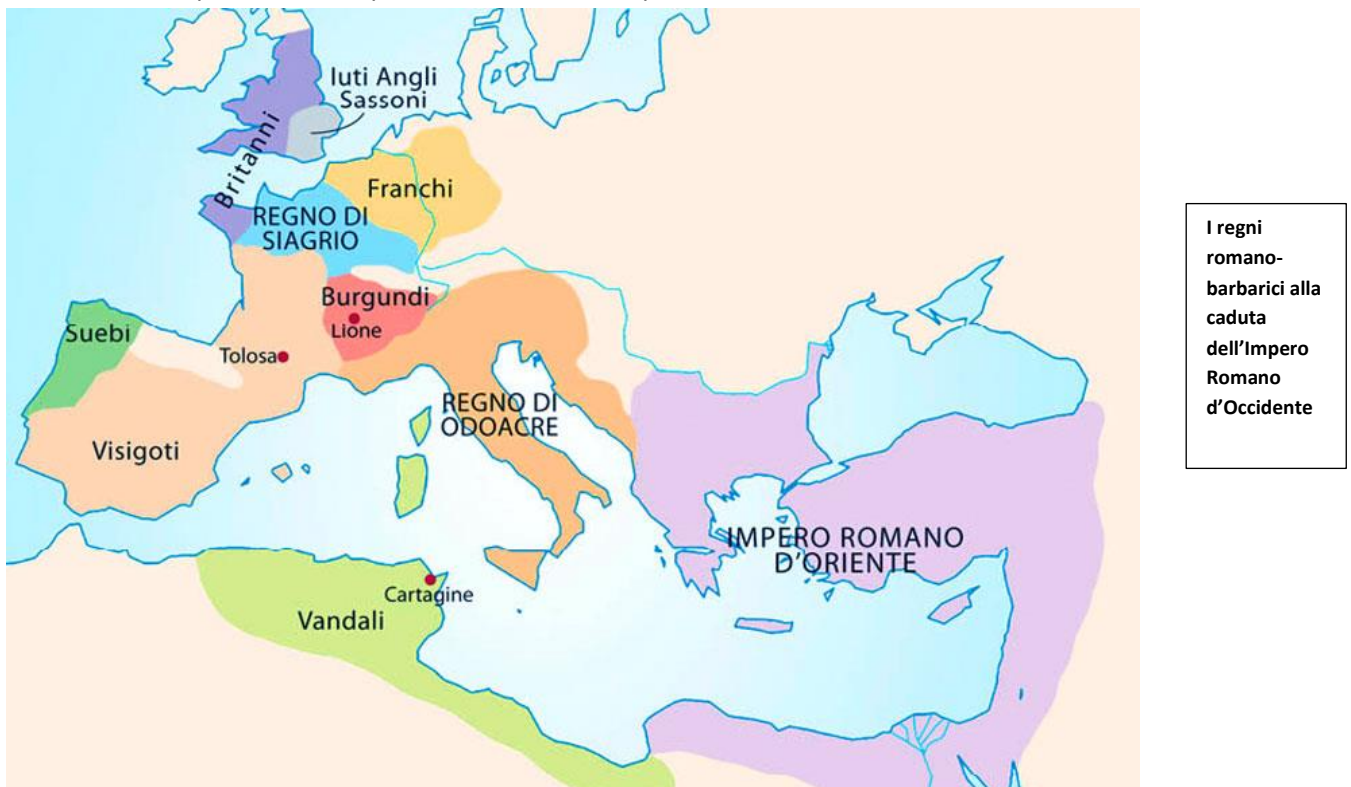 Iuti Angli
Sassoni
Britanni
Franchi
REGNO DI
SIAGRIO
Burgundi
Lione
Suebi
Tolosa
REGNO DI
ODOACRE
Visigoti
IMPERO ROMANO
D'ORIENTE
Cartagine
Vandali
I regni
romano-
barbarici alla
caduta
dell’Impero
Romano
d’Occidente